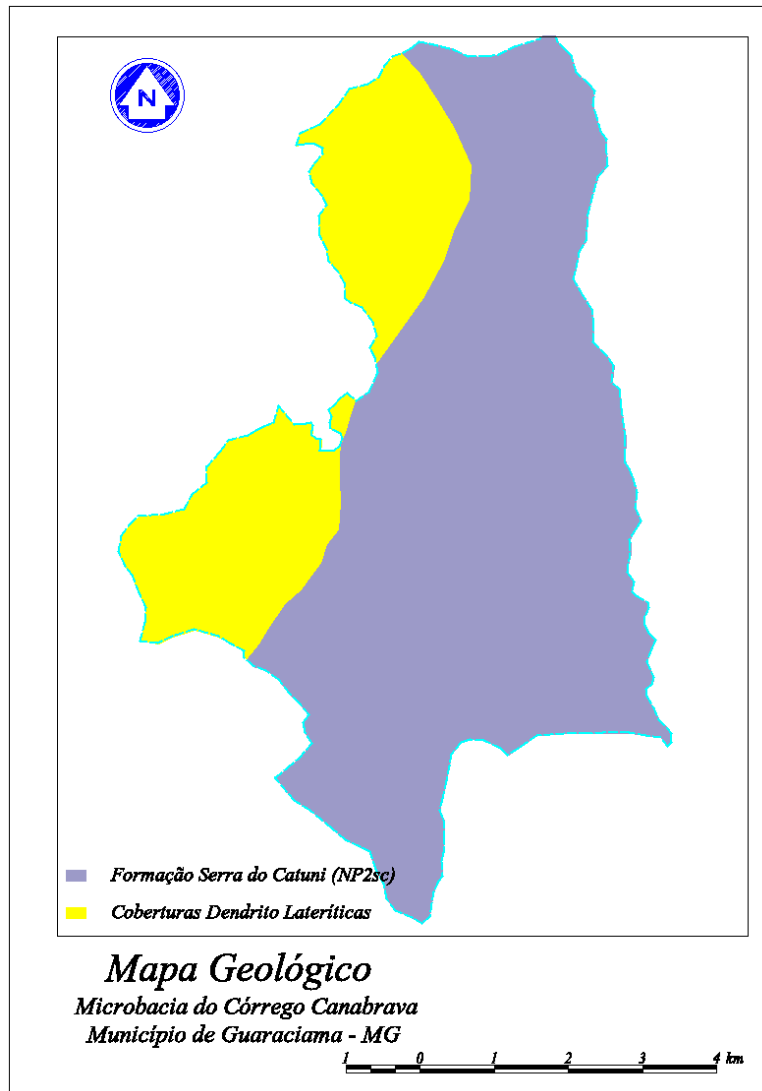 N
Formação Serra do Catuni (NP2sc)
Coberturas Dendrito Lateríticas
Mapa Geológico
Microbacia do Córrego Canabrava
Município de Guaraciama - MG
1 0 1 2 3 4 km